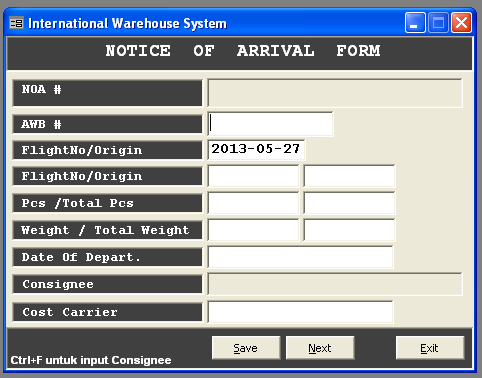 International Warehouse System
NOTICE OF ARRIVAL FORM
NOA #
AWB #
FlightNo/Origin 2013-05-27
FlightNo/Origin
Pcs /Total Pcs
Weight / Total Weight
Date Of Depart.
Consignee
Cost Carrier
Save Next Exit
Ctrl+F untuk input Consignee